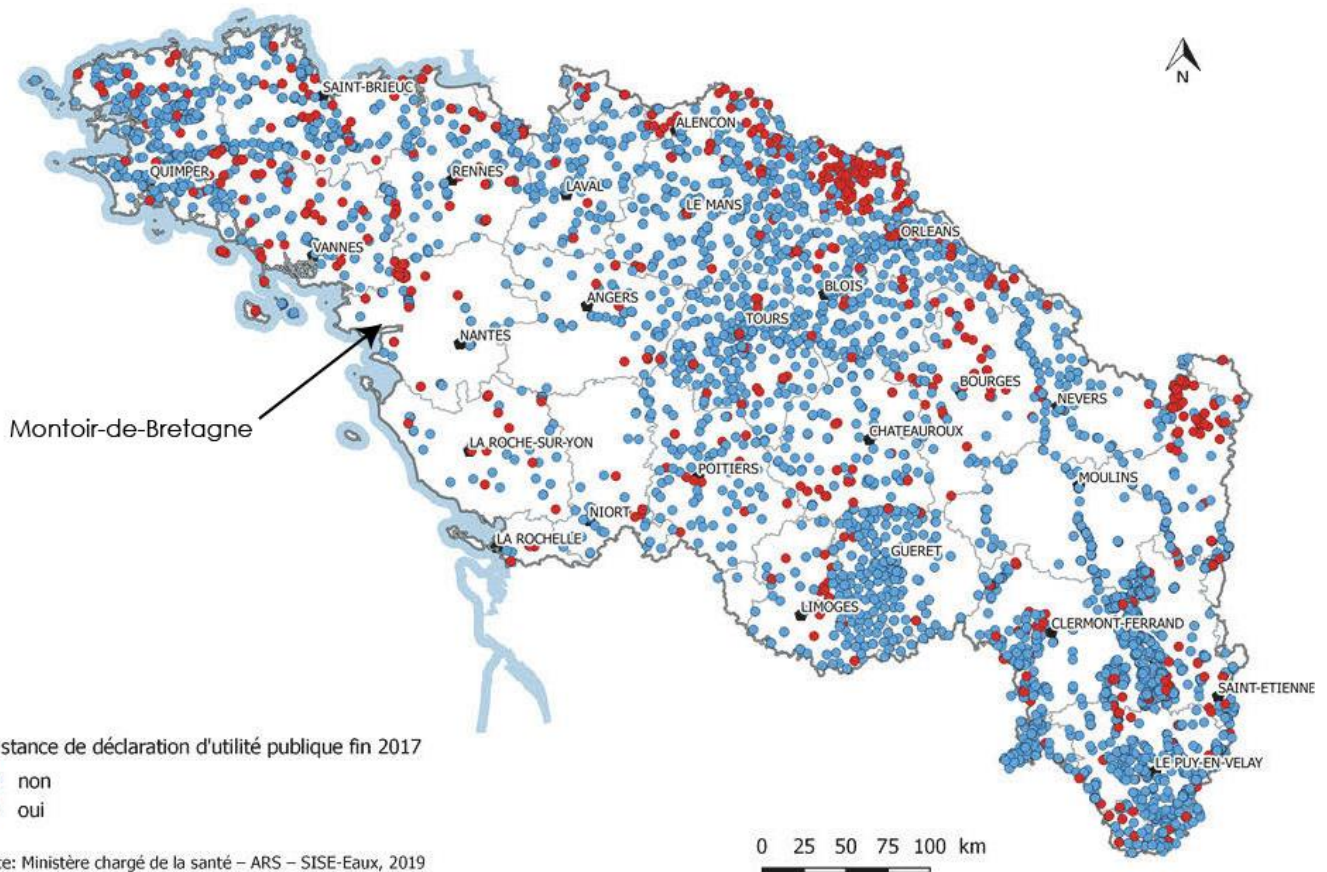 N
SAINT-BRIEUC
ALENCON
QUIMPER
RENNES
LAVAL
LE MANS
ORLEANS
VANNES
BLOIS
ANGERS
TOURS
NANTES
BOURGES
NEVERS
Montoir-de-Bretagne
CHATEAUROUX
LA ROCHE-SUR-YON
POITIERS
MOULINS
NIORT
LA ROCHELLE
GUERET
LIMOGES
CLERMONT-FERRAND
SAINT-ETIENNE
stance de déclaration d'utilité publique fin 2017
LE PUY-EN-VELAY
non
oui
0 25 50 75 100 km
ce: Ministère chargé de la santé – ARS – SISE-Eaux, 2019